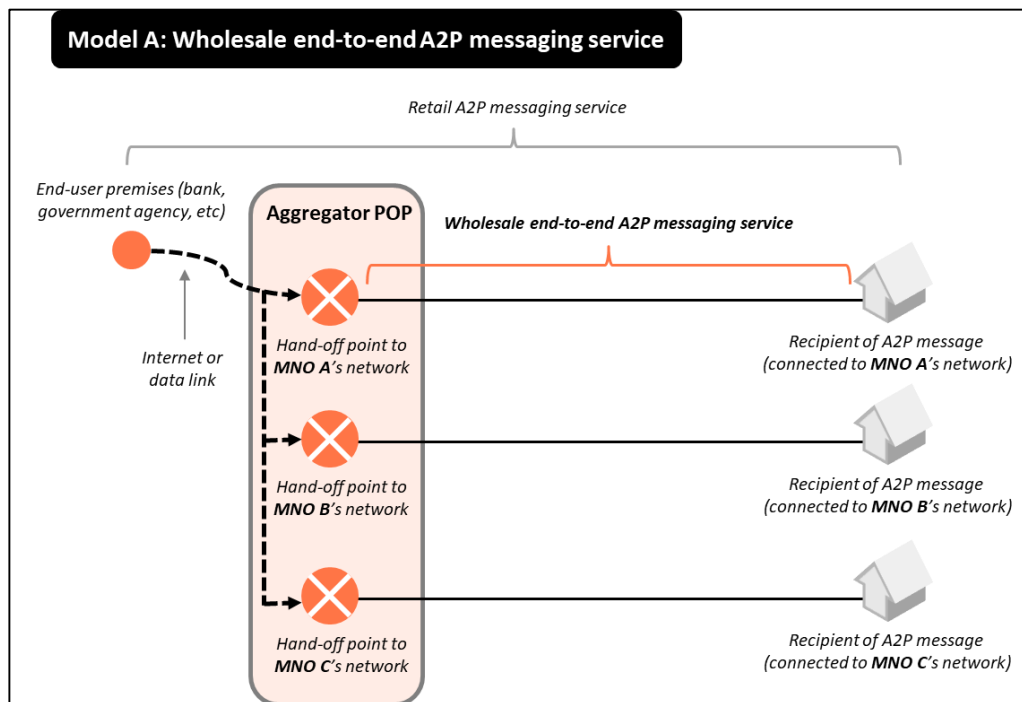 Model A: Wholesale end-to-end A2P messaging service
Retail A2P messaging service
End-user premises (bank,
government agency, etc)
Aggregator POP
Wholesale end-to-end A2P messaging service
Internet or
data link
Hand-off point to
MNO A's network
Recipient of A2P message
(connected to MNO A's network)
Hand-off point to
MNO B's network
Recipient of A2P message
(connected to MNO B's network)
Hand-off point to
MNO C's network
Recipient of A2P message
(connected to MNO C's network)